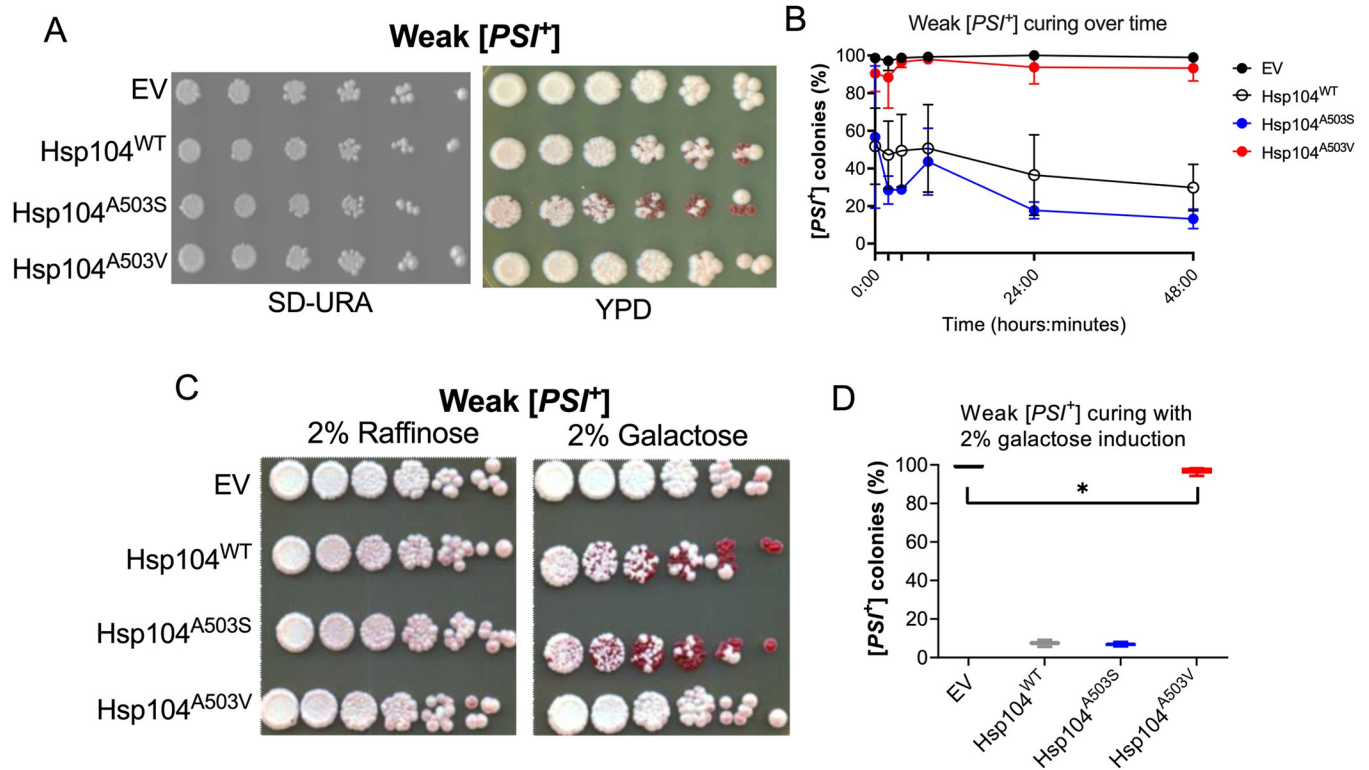 A
Weak [PSI+]
EV
Hsp104WT
Hsp104A503S
Hsp104A503V
SD-URA
YPD
B
Weak [PSI+] curing over time
[PSI+] colonies (%)
100
80
60
40
20
0
0:00
24:00
48:00
Time (hours:minutes)
EV
Hsp104WT
Hsp104A503S
Hsp104A503V
C
Weak [PSI+]
2% Raffinose
2% Galactose
EV
Hsp104WT
Hsp104A503S
Hsp104A503V
D
Weak [PSI+] curing with
2% galactose induction
[PSI+] colonies (%)
100
80
60
40
20
0
*
EV
Hsp104WT
Hsp104A503S
Hsp104A503V